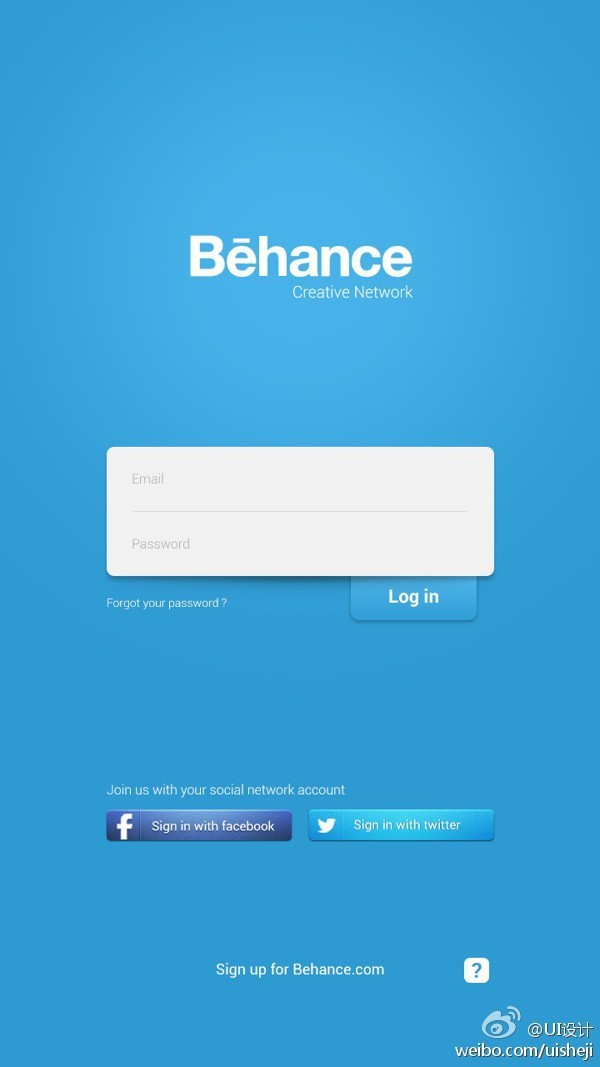 Bēhance
Creative Network
Email
Password
Forgot your password ?
Log in
Join us with your social network account
f Sign in with facebook
Sign in with twitter
Sign up for Behance.com
?
@UI设计
weibo.com/uisheji